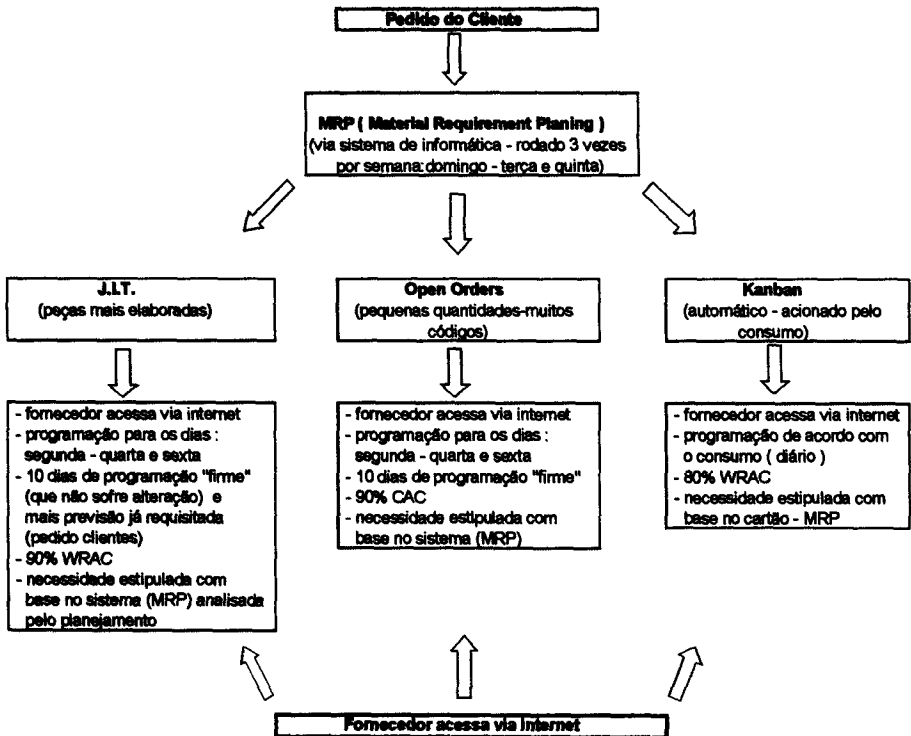 Pedido do Cliente
MRP ( Material Requirement Planing )
(via sistema de informática - rodado 3 vezes
por semana: domingo - terça e quinta)
J.I.T.
(peças mais elaboradas)
Open Orders
(pequenas quantidades-muitos
códigos)
Kanban
(automático - acionado pelo
consumo)
- fornecedor acessa via internet
- programação para os dias :
segunda - quarta e sexta
- 10 dias de programação "firme"
(que não sofre alteração) e
mais previsão já requisitada
(pedido clientes)
- 90% WRAC
- necessidade estipulada com
base no sistema (MRP) analisada
pelo planejamento
- fornecedor acessa via internet
- programação para os dias :
segunda - quarta e sexta
- 10 dias de programação "firme"
- 90% CAC
- necessidade estipulada com
base no sistema (MRP)
- fornecedor acessa via internet
- programação de acordo com
o consumo ( diário )
- 80% WRAC
- necessidade estipulada com
base no cartão - MRP
Fornecedor acessa via Internet